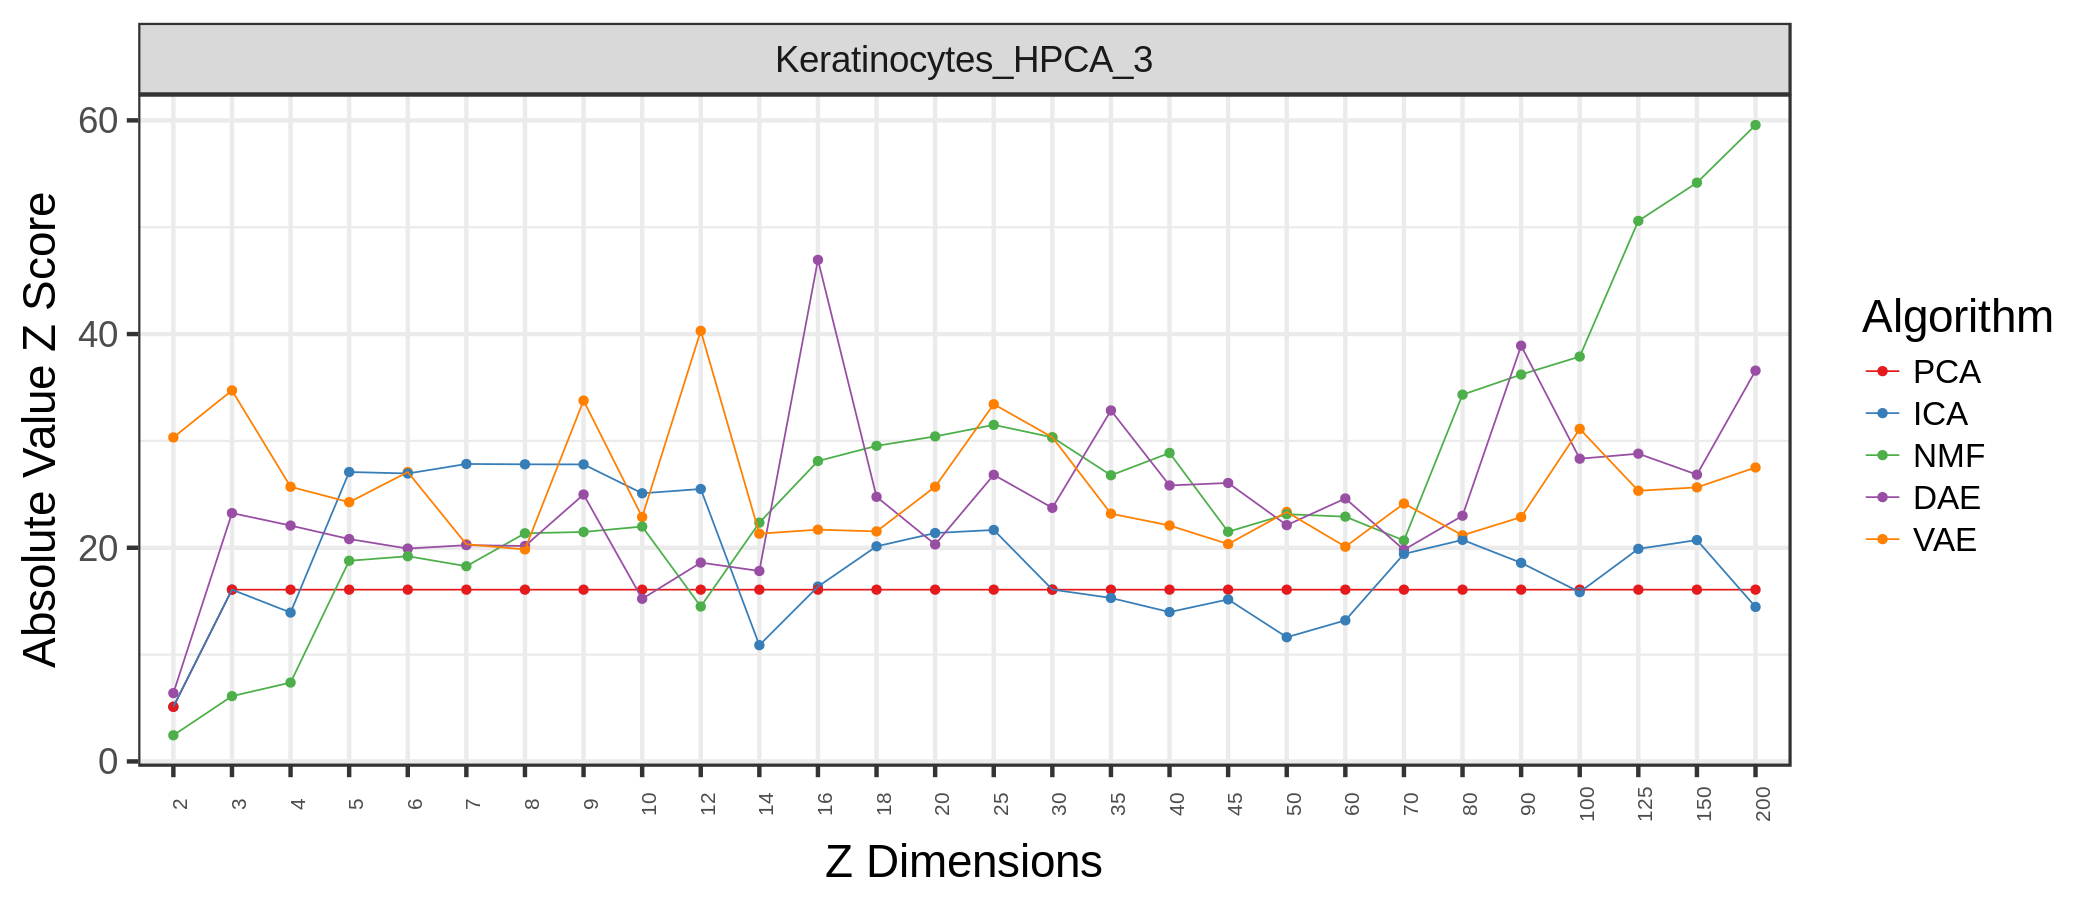 Keratinocytes_HPCA_3
Absolute Value Z Score
60
40
20
0
2 3 4 5 6 7 8 9 10 12 14 16 18 20 25 30 35 40 45 50 60 70 80 90 100 125 150 200
Z Dimensions
Algorithm
PCA
ICA
NMF
DAE
VAE